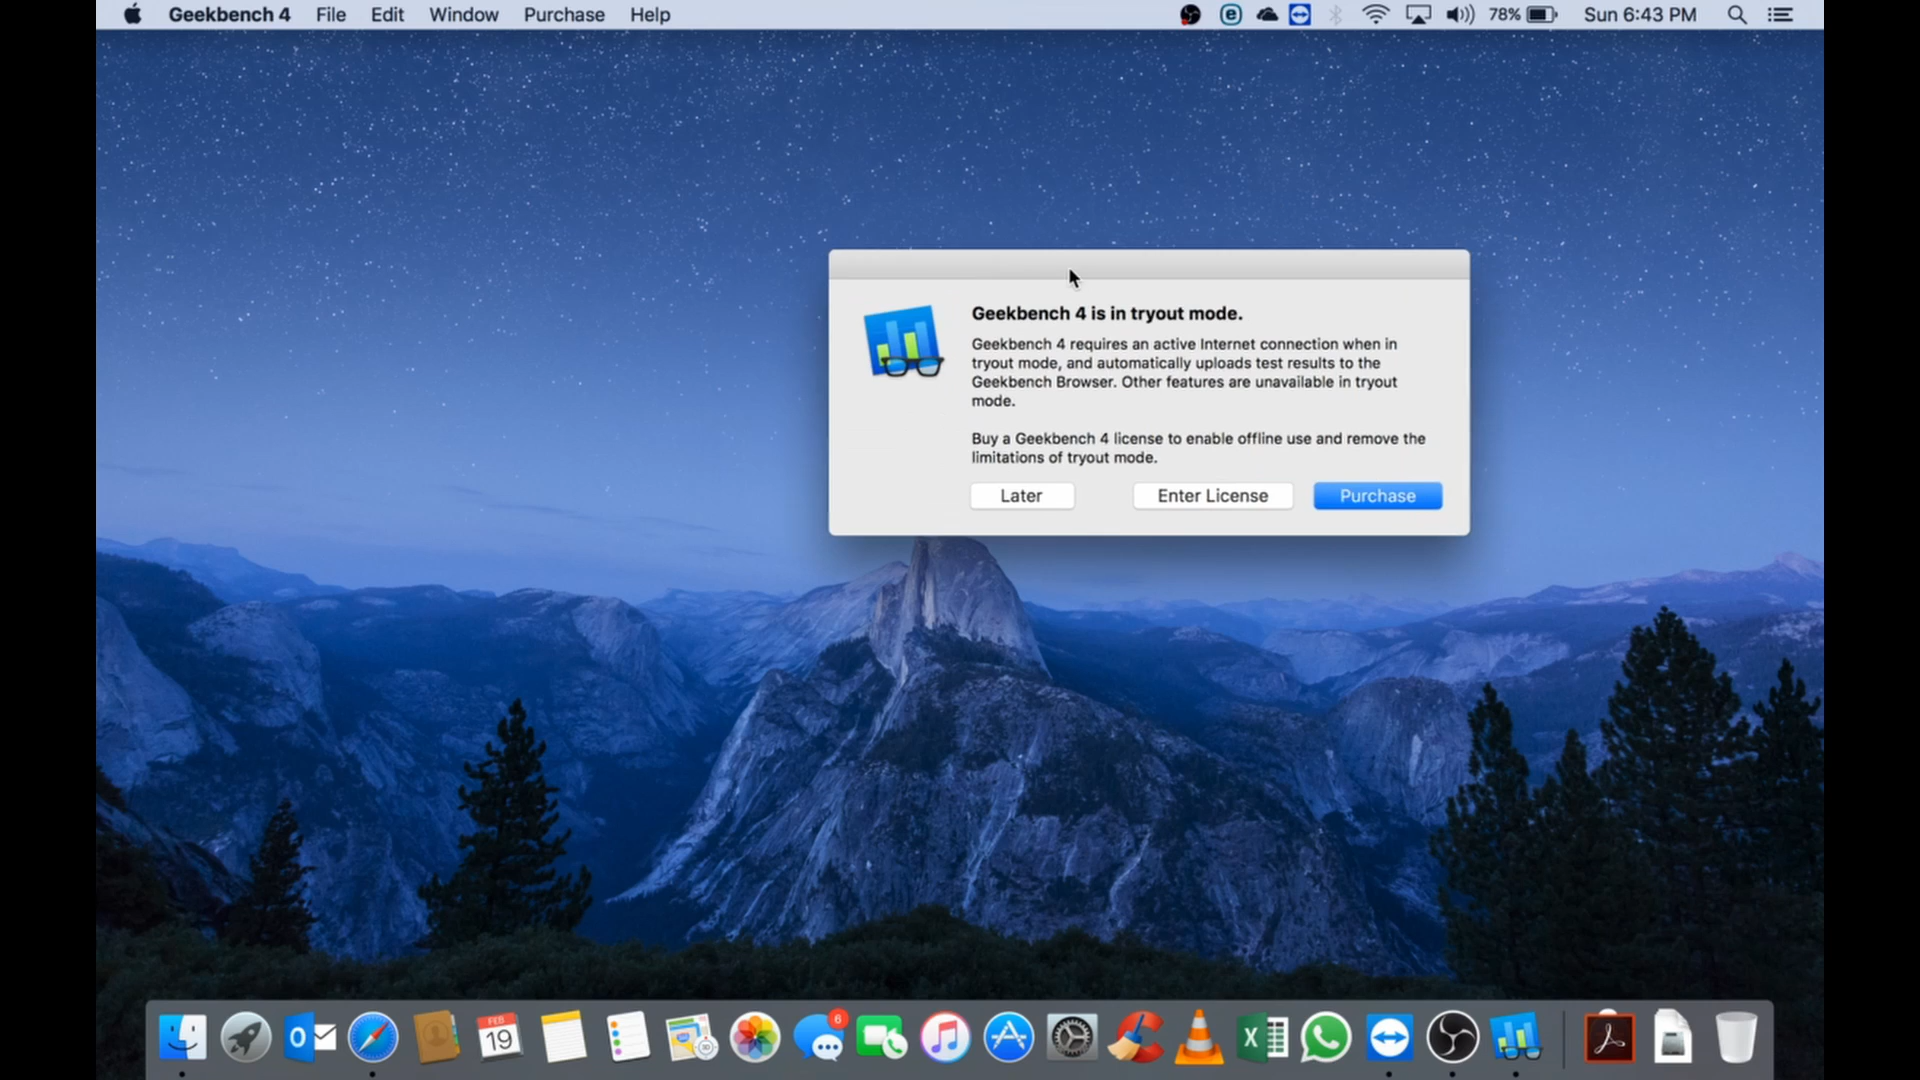 Geekbench 4 File Edit Window Purchase Help 78% Sun 6:43 PM
Geekbench 4 is in tryout mode.
Geekbench 4 requires an active Internet connection when in
tryout mode, and automatically uploads test results to the
Geekbench Browser. Other features are unavailable in tryout
mode.
Buy a Geekbench 4 license to enable offline use and remove the
limitations of tryout mode.
Later Enter License Purchase
FEB
19
6